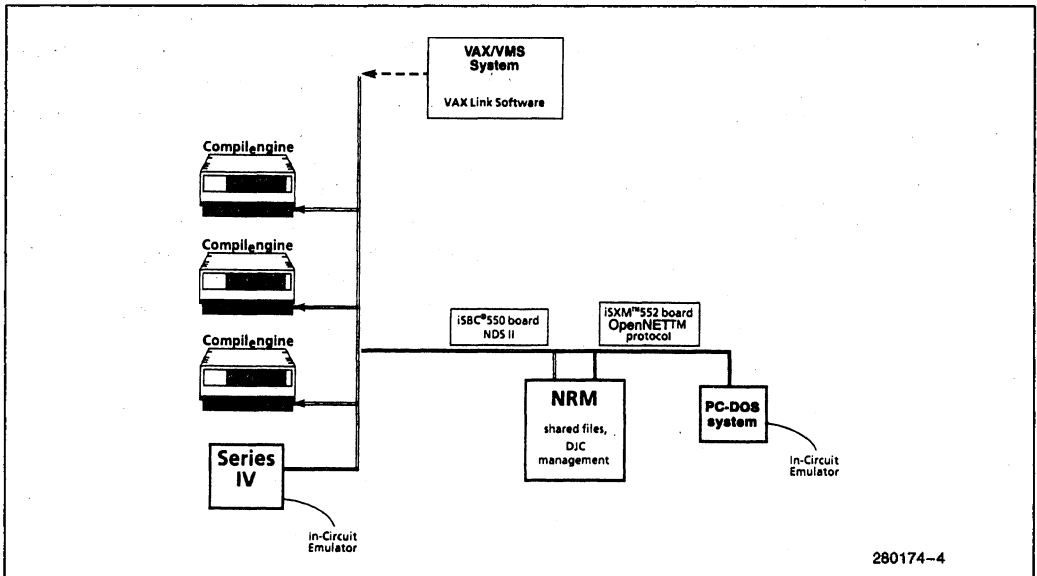 VAX/VMS
System
VAX Link Software
Compilengine
Compilengine
Compilengine
iSBC®550 board
NDS II
iSXM™552 board
OpenNET™
protocol
NRM
shared files,
DJC
management
PC-DOS
system
In-Circuit
Emulator
Series
IV
In-Circuit
Emulator
280174-4